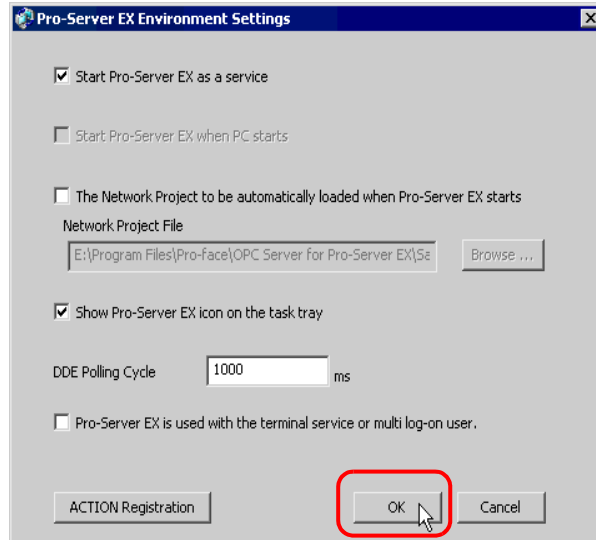 Pro-Server EX Environment Settings
Start Pro-Server EX as a service
Start Pro-Server EX when PC starts
The Network Project to be automatically loaded when Pro-Server EX starts
Network Project File
E:\Program Files\Pro-face\OPC Server for Pro-Server EX\Sa
Browse ...
Show Pro-Server EX icon on the task tray
DDE Polling Cycle 1000 ms
Pro-Server EX is used with the terminal service or multi log-on user.
ACTION Registration OK Cancel